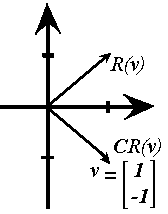 R(v)
CR(v)
v = [1
-1]